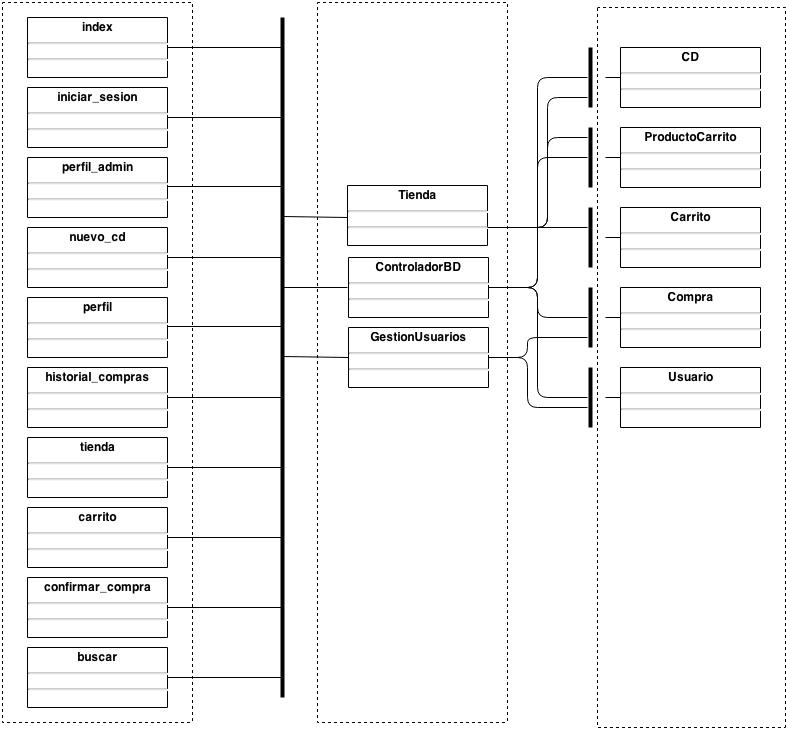 index
iniciar_sesion
perfil_admin
nuevo_cd
perfil
historial_compras
tienda
carrito
confirmar_compra
buscar
Tienda
ControladorBD
GestionUsuarios
CD
ProductoCarrito
Carrito
Compra
Usuario